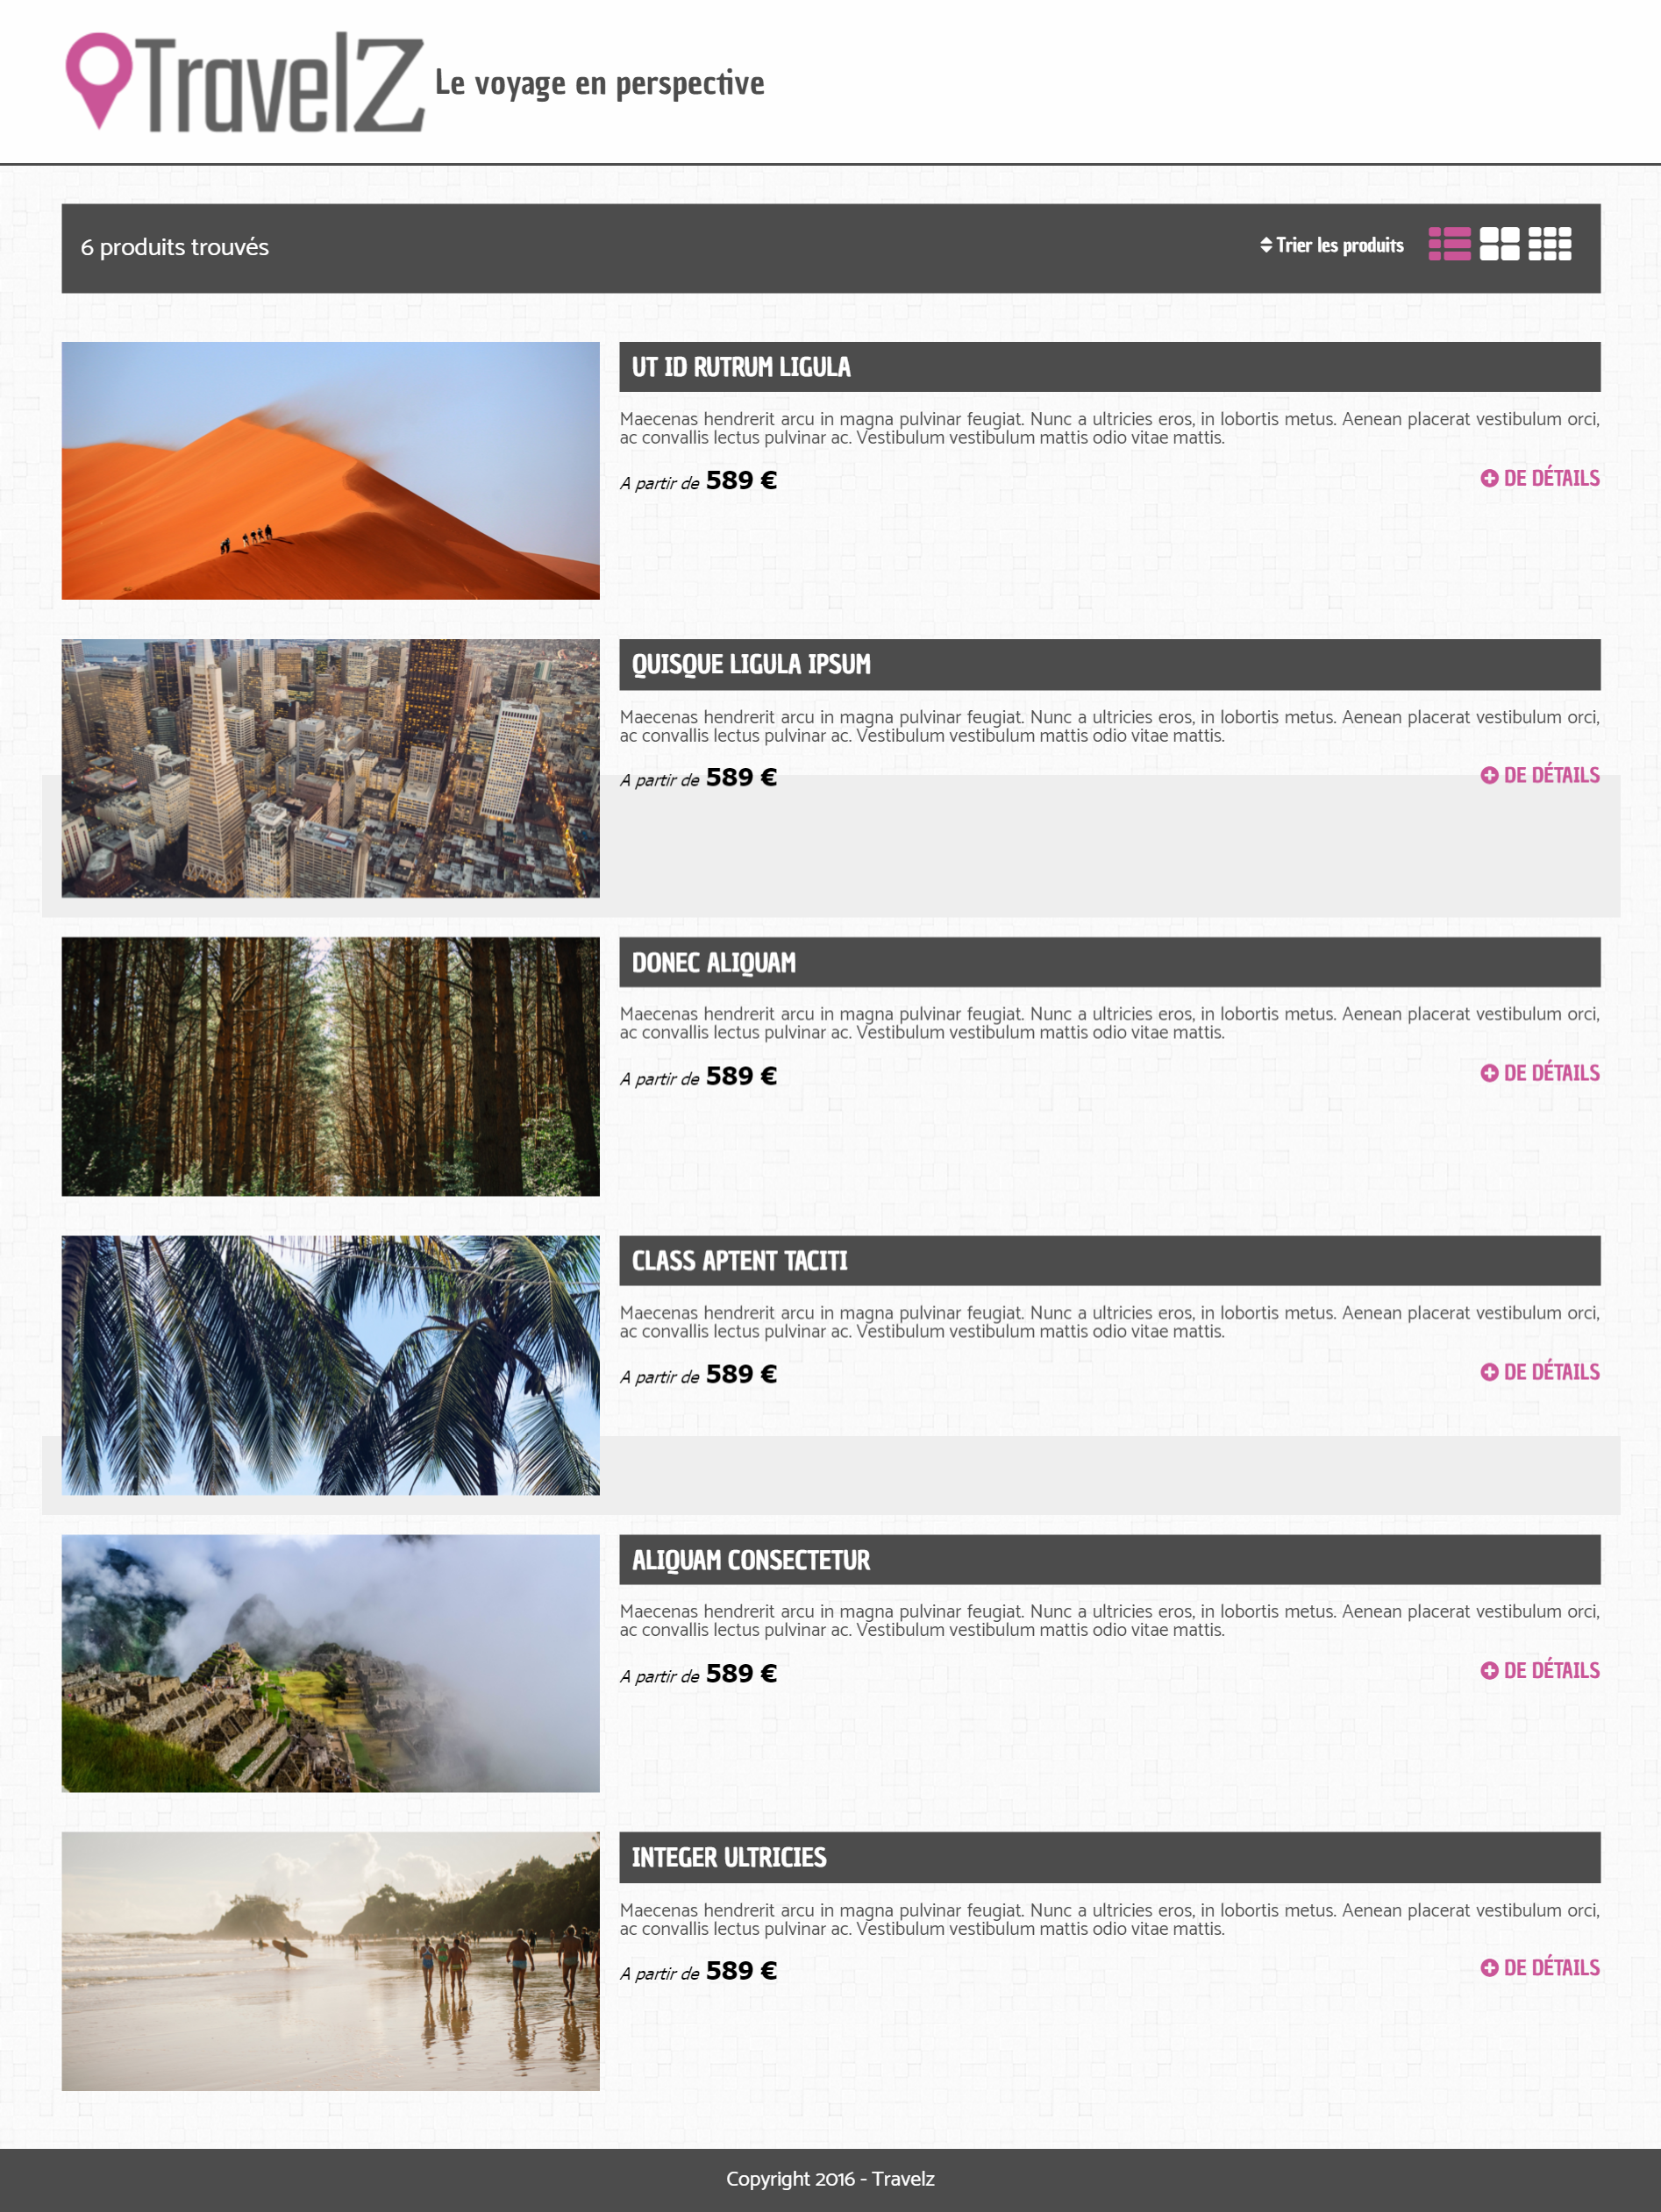 TravelZ Le voyage en perspective
6 produits trouvés
Trier les produits
UT ID RUTRUM LIGULA
Maecenas hendrerit arcu in magna pulvinar feugiat. Nunc a ultricies eros, in lobortis metus. Aenean placerat vestibulum orci,
ac convallis lectus pulvinar ac. Vestibulum vestibulum mattis odio vitae mattis.
A partir de 589 €
DE DÉTAILS
QUISQUE LIGULA IPSUM
Maecenas hendrerit arcu in magna pulvinar feugiat. Nunc a ultricies eros, in lobortis metus. Aenean placerat vestibulum orci,
ac convallis lectus pulvinar ac. Vestibulum vestibulum mattis odio vitae mattis.
A partir de 589 €
DE DÉTAILS
DONEC ALIQUAM
Maecenas hendrerit arcu in magna pulvinar feugiat. Nunc a ultricies eros, in lobortis metus. Aenean placerat vestibulum orci,
ac convallis lectus pulvinar ac. Vestibulum vestibulum mattis odio vitae mattis.
A partir de 589 €
DE DÉTAILS
CLASS APTENT TACITI
Maecenas hendrerit arcu in magna pulvinar feugiat. Nunc a ultricies eros, in lobortis metus. Aenean placerat vestibulum orci,
ac convallis lectus pulvinar ac. Vestibulum vestibulum mattis odio vitae mattis.
A partir de 589 €
DE DÉTAILS
ALIQUAM CONSECTETUR
Maecenas hendrerit arcu in magna pulvinar feugiat. Nunc a ultricies eros, in lobortis metus. Aenean placerat vestibulum orci,
ac convallis lectus pulvinar ac. Vestibulum vestibulum mattis odio vitae mattis.
A partir de 589 €
DE DÉTAILS
INTEGER ULTRICIES
Maecenas hendrerit arcu in magna pulvinar feugiat. Nunc a ultricies eros, in lobortis metus. Aenean placerat vestibulum orci,
ac convallis lectus pulvinar ac. Vestibulum vestibulum mattis odio vitae mattis.
A partir de 589 €
DE DÉTAILS
Copyright 2016 - Travelz